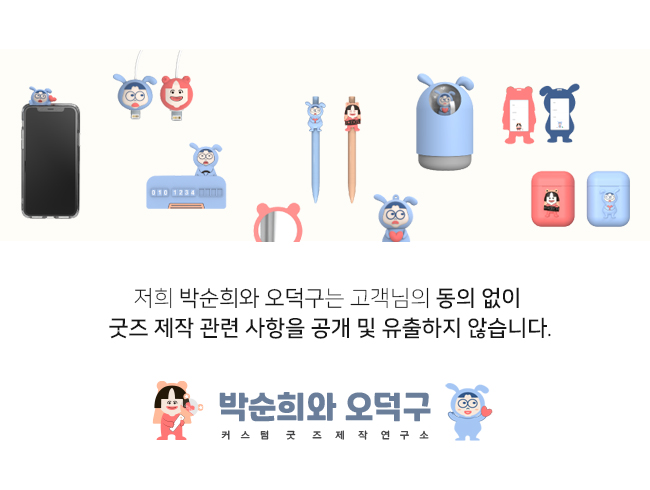 010 1234
저희 박순희와 오덕구는 고객님의 동의 없이
굿즈 제작 관련 사항을 공개 및 유출하지 않습니다.
박순희와 오덕구
커스텀굿즈제작연구소